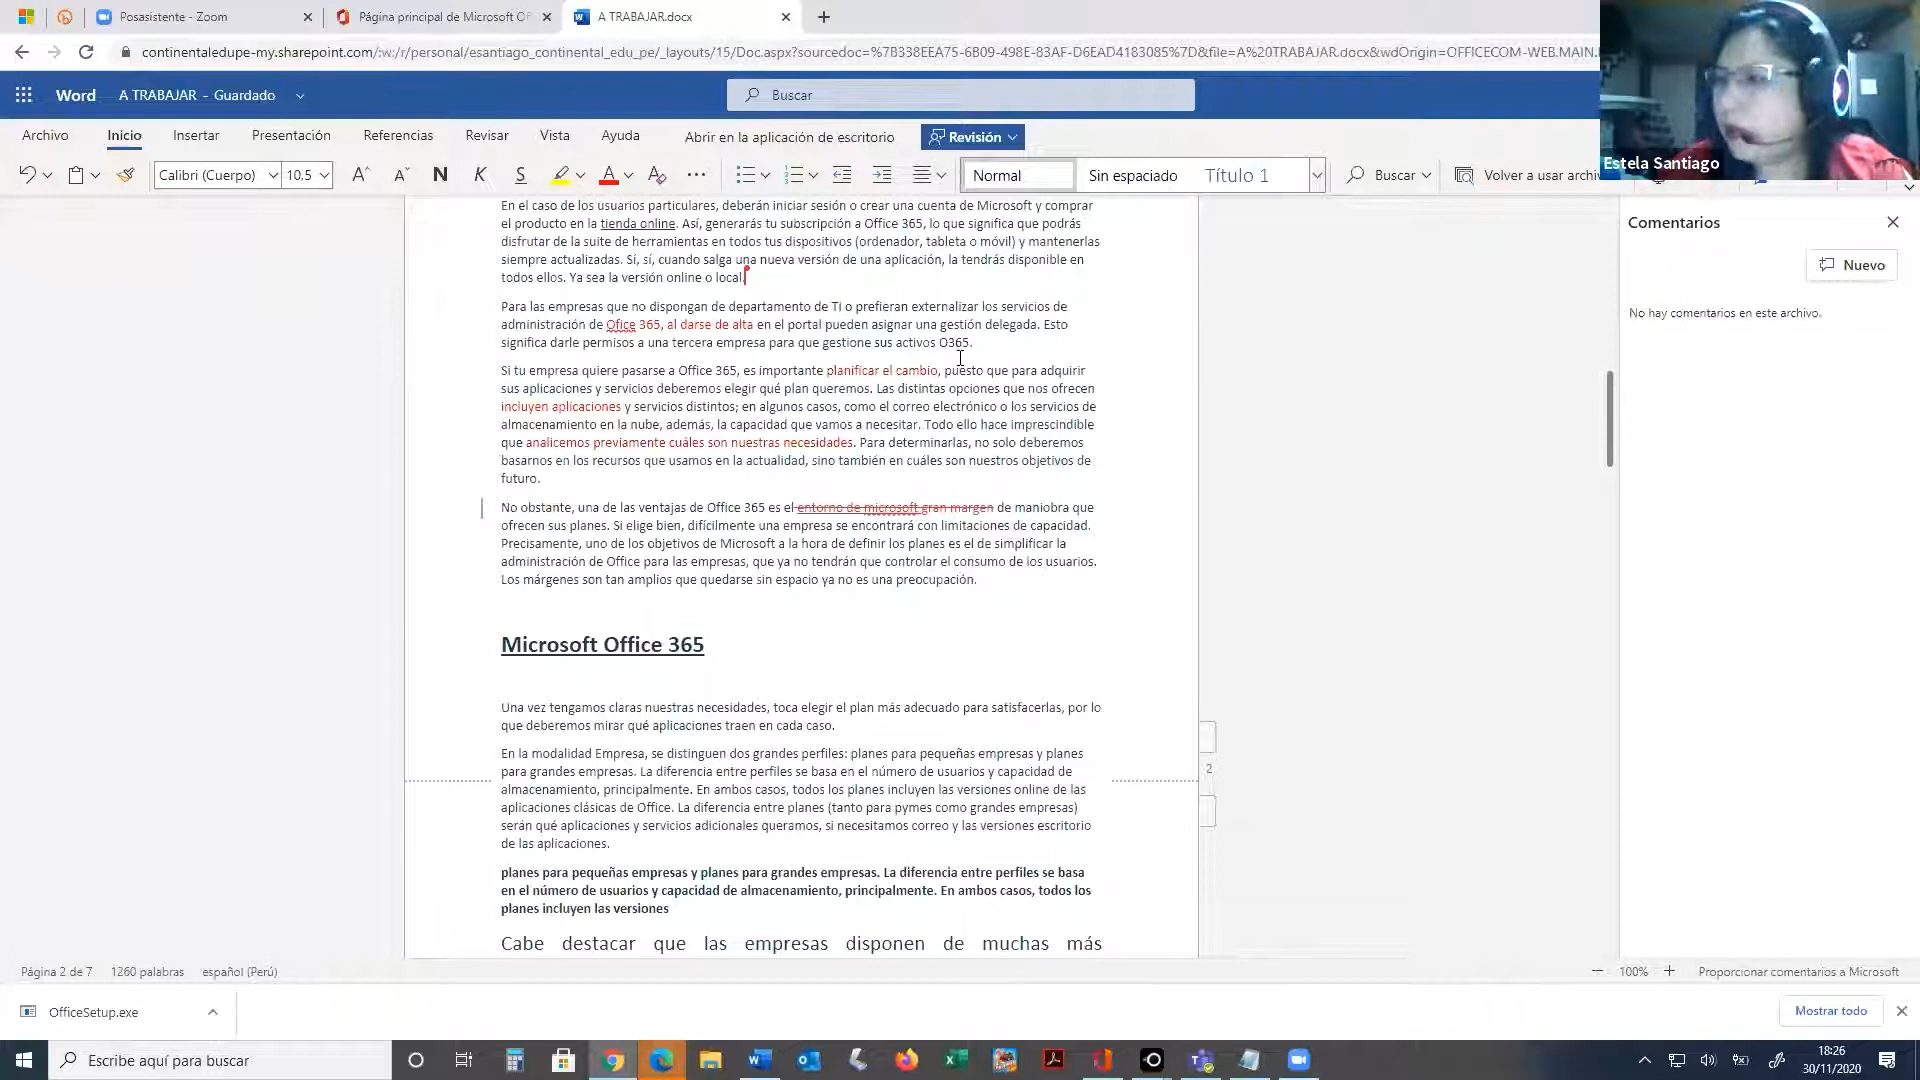 Posasistente - Zoom
Página principal de Microsoft Of
A TRABAJAR.docx
continentaledupe-my.sharepoint.com/:w:/r/personal/esantiago_continental_edu_pe/_layouts/15/Doc.aspx?sourcedoc=%7B338EEA75-6B09-498E-83AF-D6EAD4183085%7D&file=A%20TRABAJAR.docx&wdOrigin=OFFICECOM-WEB.MAIN.
Word
A TRABAJAR - Guardado
Buscar
Archivo
Inicio
Insertar
Presentación
Referencias
Revisar
Vista
Ayuda
Abrir en la aplicación de escritorio
Revisión
Estela Santiago
Calibri (Cuerpo)
10,5
N
K
S
Normal
Sin espaciado
Título 1
Buscar
Volver a usar archi
En el caso de los usuarios particulares, deberán iniciar sesión o crear una cuenta de Microsoft y comprar
el producto en la tienda online. Así, generarás tu subscripción a Office 365, lo que significa que podrás
disfrutar de la suite de herramientas en todos tus dispositivos (ordenador, tableta o móvil) y mantenerlas
siempre actualizadas. Sí, sí, cuando salga una nueva versión de una aplicación, la tendrás disponible en
todos ellos. Ya sea la versión online o local.
Para las empresas que no dispongan de departamento de TI o prefieran externalizar los servicios de
administración de Ofice 365, al darse de alta en el portal pueden asignar una gestión delegada. Esto
significa darle permisos a una tercera empresa para que gestione sus activos O365.
Si tu empresa quiere pasarse a Office 365, es importante planificar el cambio, puesto que para adquirir
sus aplicaciones y servicios deberemos elegir qué plan queremos. Las distintas opciones que nos ofrecen
incluyen aplicaciones y servicios distintos; en algunos casos, como el correo electrónico o los servicios de
almacenamiento en la nube, además, la capacidad que vamos a necesitar. Todo ello hace imprescindible
que analicemos previamente cuáles son nuestras necesidades. Para determinarlas, no solo deberemos
basarnos en los recursos que usamos en la actualidad, sino también en cuáles son nuestros objetivos de
futuro.
No obstante, una de las ventajas de Office 365 es el entorno de microsoft gran margen de maniobra que
ofrecen sus planes. Si elige bien, difícilmente una empresa se encontrará con limitaciones de capacidad.
Precisamente, uno de los objetivos de Microsoft a la hora de definir los planes es el de simplificar la
administración de Office para las empresas, que ya no tendrán que controlar el consumo de los usuarios.
Los márgenes son tan amplios que quedarse sin espacio ya no es una preocupación.
Microsoft Office 365
Una vez tengamos claras nuestras necesidades, toca elegir el plan más adecuado para satisfacerlas, por lo
que deberemos mirar qué aplicaciones traen en cada caso.
En la modalidad Empresa, se distinguen dos grandes perfiles: planes para pequeñas empresas y planes
para grandes empresas. La diferencia entre perfiles se basa en el número de usuarios y capacidad de
almacenamiento, principalmente. En ambos casos, todos los planes incluyen las versiones online de las
aplicaciones clásicas de Office. La diferencia entre planes (tanto para pymes como grandes empresas)
serán qué aplicaciones y servicios adicionales queramos, si necesitamos correo y las versiones escritorio
de las aplicaciones.
planes para pequeñas empresas y planes para grandes empresas. La diferencia entre perfiles se basa
en el número de usuarios y capacidad de almacenamiento, principalmente. En ambos casos, todos los
planes incluyen las versiones
Cabe destacar que las empresas disponen de muchas más
2
Comentarios
Nuevo
No hay comentarios en este archivo.
Página 2 de 7
1260 palabras
español (Perú)
100%
Proporcionar comentarios a Microsoft
OfficeSetup.exe
Mostrar todo
Escribe aquí para buscar
18:26
30/11/2020